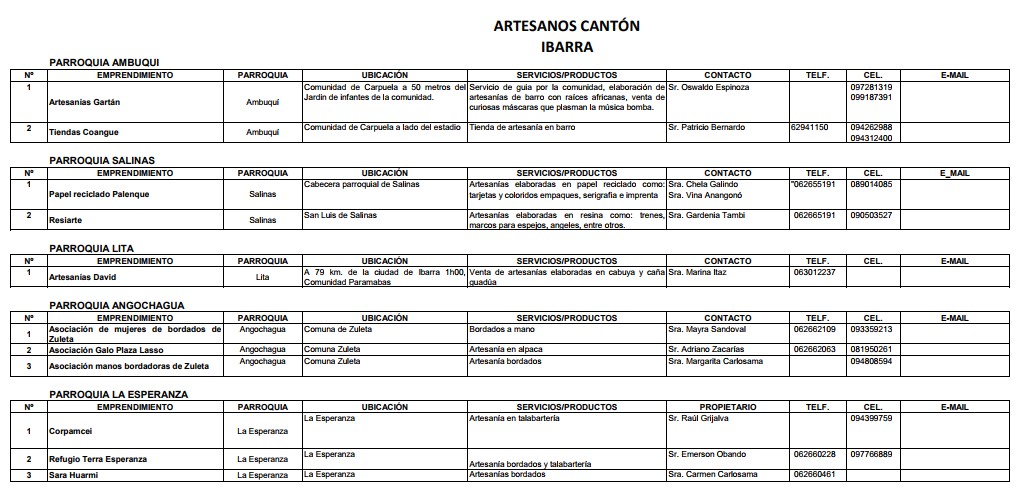 ARTESANOS CANTÓN
IBARRA
PARROQUIA AMBUQUI
Nº EMPRENDIMIENTO PARROQUIA UBICACIÓN SERVICIOS/PRODUCTOS CONTACTO TELF. CEL. E-MAIL
1 Artesanías Gartán Ambuquí Comunidad de Carpuela a 50 metros del Jardin de infantes de la comunidad. Servicio de guia por la comunidad, elaboración de artesanías de barro con raíces africanas, venta de curiosas máscaras que plasman la música bomba. Sr. Oswaldo Espinoza 097281319 099187391
2 Tiendas Coangue Ambuquí Comunidad de Carpuela a lado del estadio Tienda de artesanía en barro Sr. Patricio Bernardo 62941150 094262988 094312400
PARROQUIA SALINAS
Nº EMPRENDIMIENTO PARROQUIA UBICACIÓN SERVICIOS/PRODUCTOS CONTACTO TELF. CEL. E_MAIL
1 Papel reciclado Palenque Salinas Cabecera parroquial de Salinas Artesanías elaboradas en papel reciclado como: tarjetas y coloridos empaques, serigrafia e imprenta Sra. Chela Galindo Sra. Vina Anangonó "062655191 089014085
2 Resiarte Salinas San Luis de Salinas Artesanías elaboradas en resina como: trenes, marcos para espejos, angeles, entre otros. Sra. Gardenia Tambi 062665191 090503527
PARROQUIA LITA
Nº EMPRENDIMIENTO PARROQUIA UBICACIÓN SERVICIOS/PRODUCTOS CONTACTO TELF. CEL. E-MAIL
1 Artesanías David Lita A 79 km. de la ciudad de Ibarra 1h00, Comunidad Paramabas Venta de artesanías elaboradas en cabuya y caña guadúa Sra. Marina Itaz 063012237
PARROQUIA ANGOCHAGUA
Nº EMPRENDIMIENTO PARROQUIA UBICACIÓN SERVICIOS/PRODUCTOS CONTACTO TELF. CEL. E-MAIL
1 Asociación de mujeres de bordados de Zuleta Angochagua Comuna de Zuleta Bordados a mano Sra. Mayra Sandoval 062662109 093359213
2 Asociación Galo Plaza Lasso Angochagua Comuna Zuleta Artesanía en alpaca Sr. Adriano Zacarías 062662063 081950261
3 Asociación manos bordadoras de Zuleta Angochagua Comuna Zuleta Artesanía bordados Sra. Margarita Carlosama 094808594
PARROQUIA LA ESPERANZA
Nº EMPRENDIMIENTO PARROQUIA UBICACIÓN SERVICIOS/PRODUCTOS PROPIETARIO TELF. CEL. E-MAIL
1 Corpamcei La Esperanza La Esperanza Artesanía en talabartería Sr. Raúl Grijalva 094399759
2 Refugio Terra Esperanza La Esperanza La Esperanza Artesanía bordados y talabartería Sr. Emerson Obando 062660228 097766889
3 Sara Huarmi La Esperanza La Esperanza Artesanías bordados Sra. Carmen Carlosama 062660461